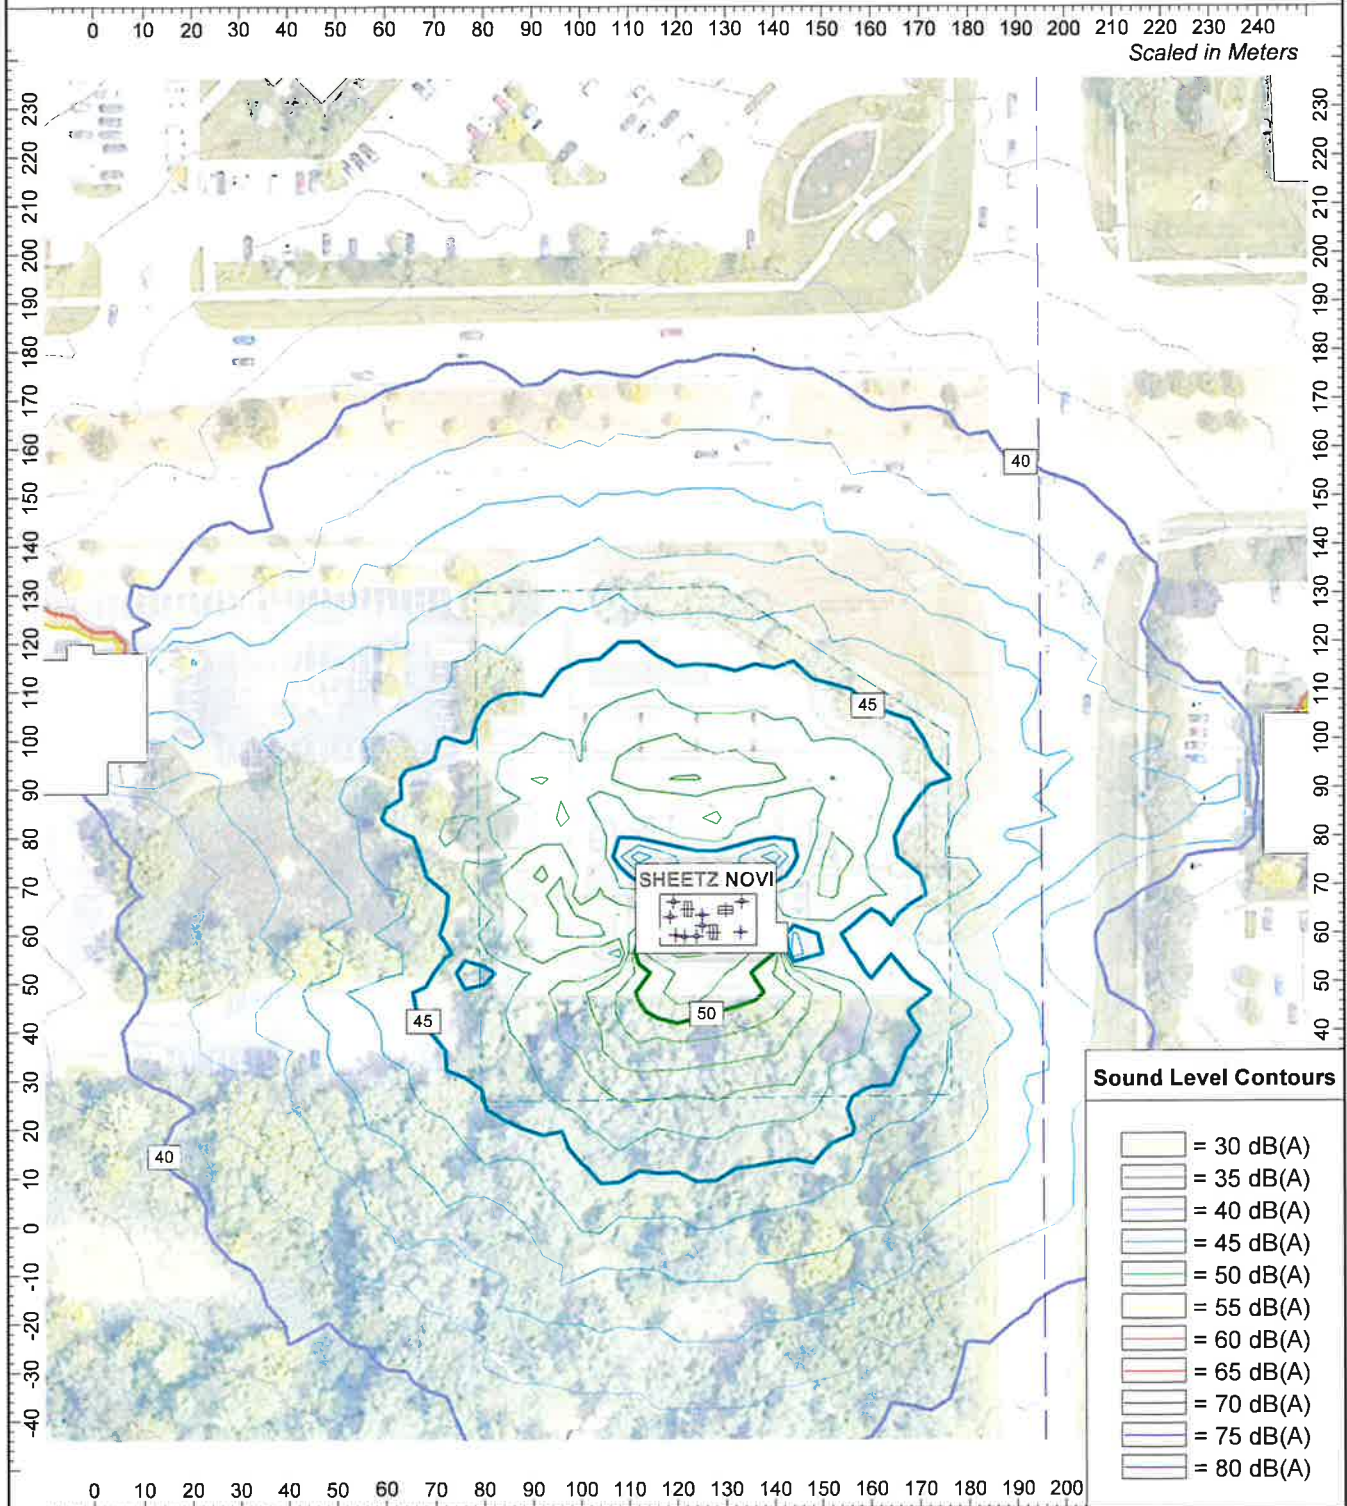 0 10 20 30 40 50 60 70 80 90 100 110 120 130 140 150 160 170 180 190 200 210 220 230 240
Scaled in Meters
230 230
220 220
210 210
200 200
190 190
180 180
170 170
160 160
40
150 150
140 140
130 130
120 120
110 110
45
100 100
90 90
80 80
SHEETZ NOVI
70 70
60 60
50 50
45
50
40 40
30
Sound Level Contours
20
= 30 dB(A)
40
= 35 dB(A)
10
= 40 dB(A)
0
= 45 dB(A)
-10
= 50 dB(A)
= 55 dB(A)
-20
= 60 dB(A)
-30
= 65 dB(A)
= 70 dB(A)
-40
= 75 dB(A)
= 80 dB(A)
0 10 20 30 40 50 60 70 80 90 100 110 120 130 140 150 160 170 180 190 200